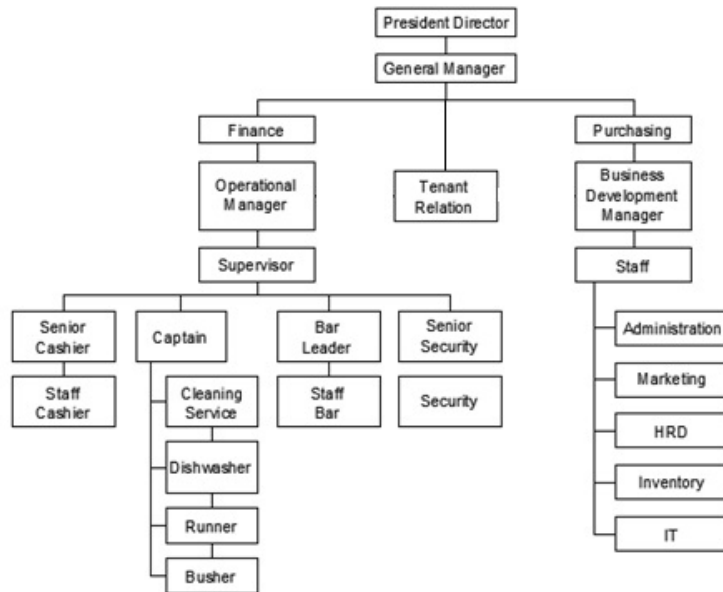 President Director
General Manager
Finance
Purchasing
Operational
Manager
Tenant
Relation
Business
Development
Manager
Supervisor
Staff
Senior
Cashier
Captain
Bar
Leader
Senior
Security
Administration
Staff
Cashier
Cleaning
Service
Staff
Bar
Security
Marketing
HRD
Dishwasher
Inventory
Runner
IT
Busher